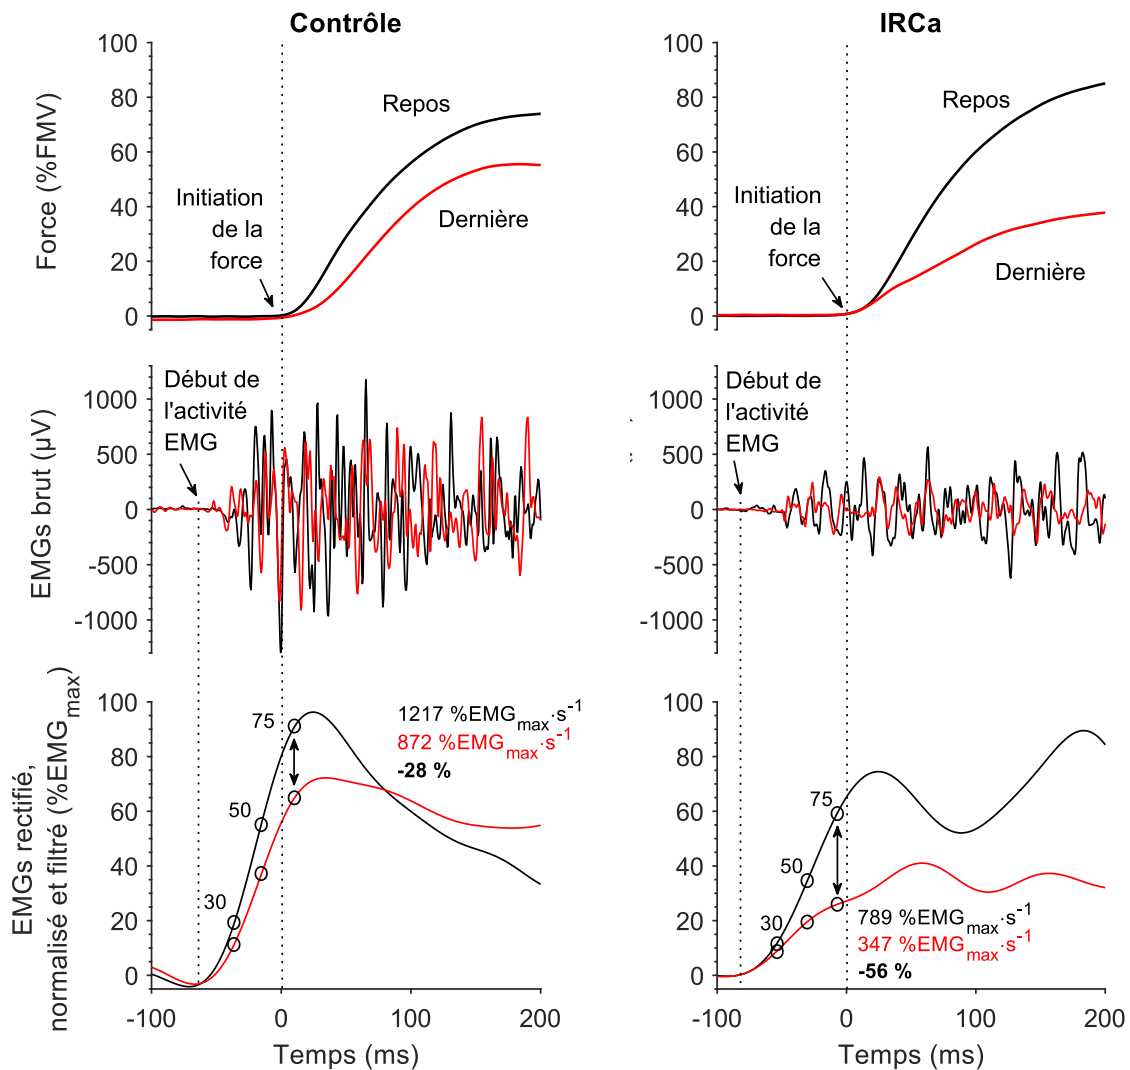 Contrôle
Force (%FMV)
100
80
60
40
20
0
Repos
Initiation
de la
force
Dernière
IRCa
100
80
60
40
20
0
Repos
Initiation
de la
force
Dernière
EMGs brut (µV)
1000
500
0
-500
-1000
Début de
l'activité
EMG
1000
500
0
-500
-1000
Début de
l'activité
EMG
EMGs rectifié,
normalisé et filtré (%EMGmax)
100
80
60
40
20
0
75
50
30
1217 %EMGmax·s-1
872 %EMGmax·s-1
-28 %
-100
0
100
200
Temps (ms)
100
80
60
40
20
0
75
50
30
789 %EMGmax·s-1
347 %EMGmax·s-1
-56 %
-100
0
100
200
Temps (ms)